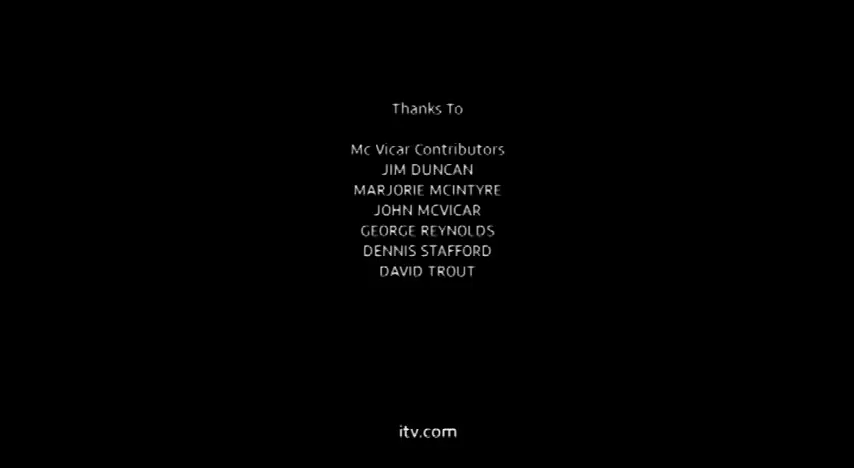 Thanks To
Mc Vicar Contributors
JIM DUNCAN
MARJORIE MCINTYRE
JOHN MCVICAR
GEORGE REYNOLDS
DENNIS STAFFORD
DAVID TROUT
itv.com